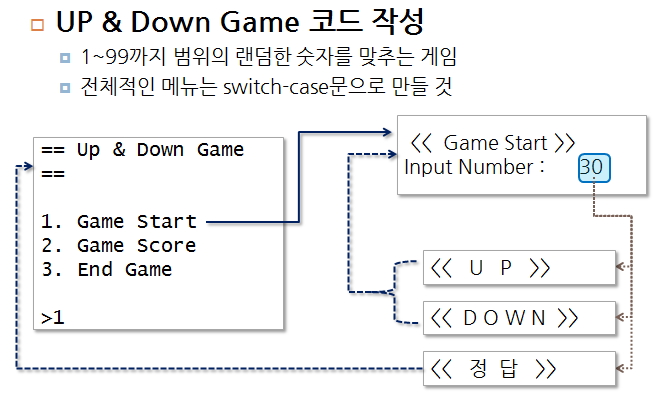 UP & Down Game 코드 작성
1~99까지 범위의 랜덤한 숫자를 맞추는 게임
전체적인 메뉴는 switch-case문으로 만들 것
== Up & Down Game
==
1. Game Start
2. Game Score
3. End Game
>1
<< Game Start >>
Input Number : 30
<< U P >>
<< D O W N >>
<< 정 답 >>